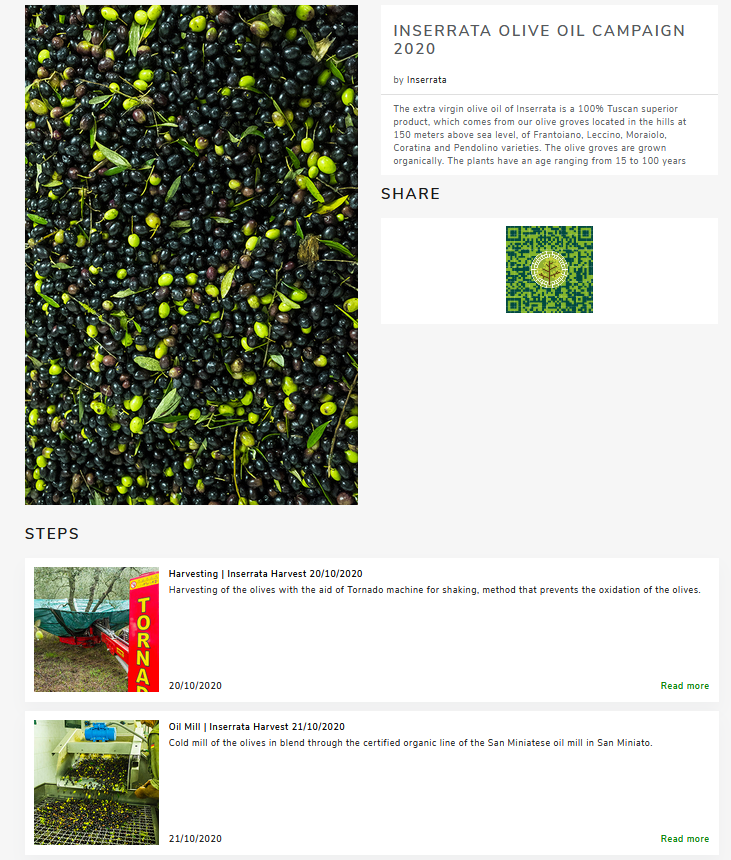 INSERRATA OLIVE OIL CAMPAIGN
2020
by Inserrata
The extra virgin olive oil of Inserrata is a 100% Tuscan superior
product, which comes from our olive groves located in the hills at
150 meters above sea level, of Frantoiano, Leccino, Moraiolo,
Coratina and Pendolino varieties. The olive groves are grown
organically. The plants have an age ranging from 15 to 100 years
SHARE
STEPS
TORNAD
Harvesting | Inserrata Harvest 20/10/2020
Harvesting of the olives with the aid of Tornado machine for shaking, method that prevents the oxidation of the olives.
20/10/2020
Read more
Oil Mill | Inserrata Harvest 21/10/2020
Cold mill of the olives in blend through the certified organic line of the San Miniatese oil mill in San Miniato.
21/10/2020
Read more